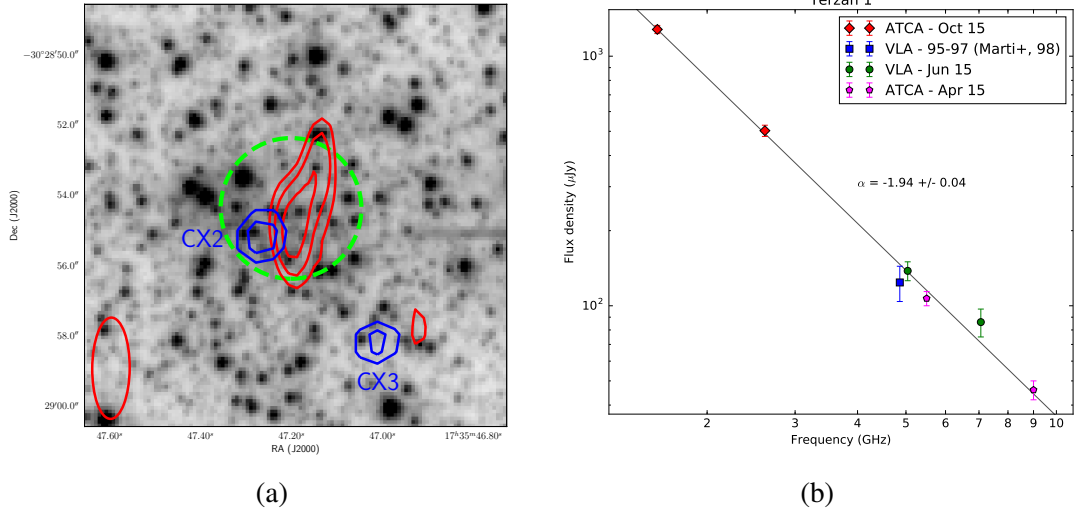 −30°28′50.0″
52.0″
54.0″
56.0″
58.0″
29′00.0″
Dec (J2000)
CX2
CX3
47.60ˢ
47.40ˢ
47.20ˢ
47.00ˢ
17ʰ35ᵐ46.80ˢ
RA (J2000)
(a)
Terzan 1
ATCA - Oct 15
VLA - 95-97 (Marti+, 98)
VLA - Jun 15
ATCA - Apr 15
α = -1.94 +/- 0.04
10³
10²
Flux density (μJy)
2
3
4
5
6
7
8
9
10
Frequency (GHz)
(b)